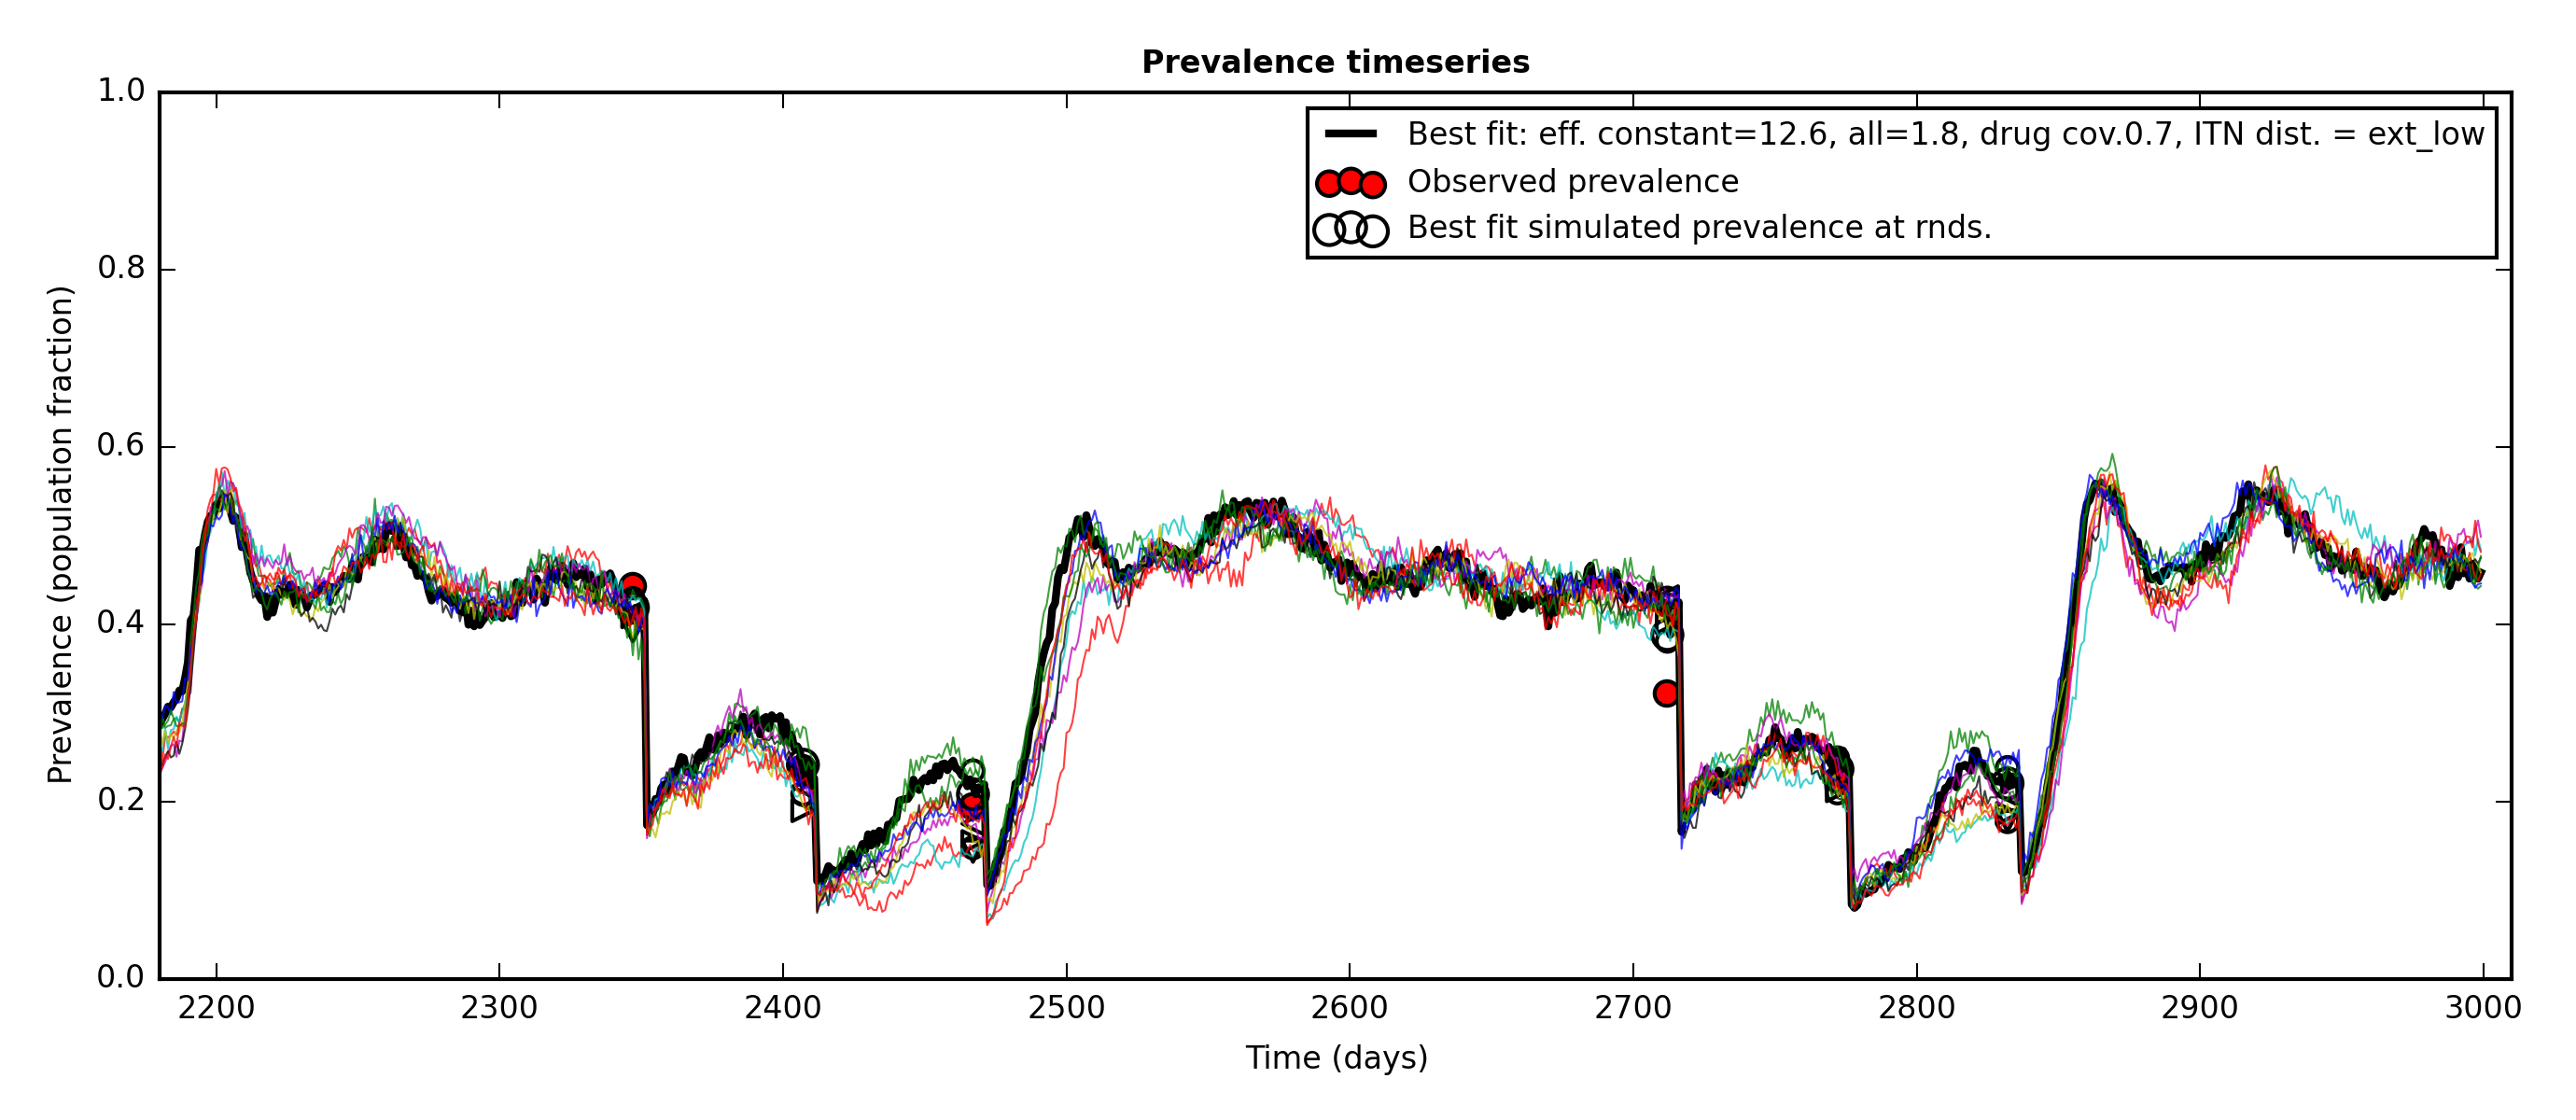 Prevalence timeseries
Best fit: eff. constant=12.6, all=1.8, drug cov.0.7, ITN dist. = ext_low
Observed prevalence
Best fit simulated prevalence at rnds.
Prevalence (population fraction)
1.0
0.8
0.6
0.4
0.2
0.0
2200 2300 2400 2500 2600 2700 2800 2900 3000
Time (days)